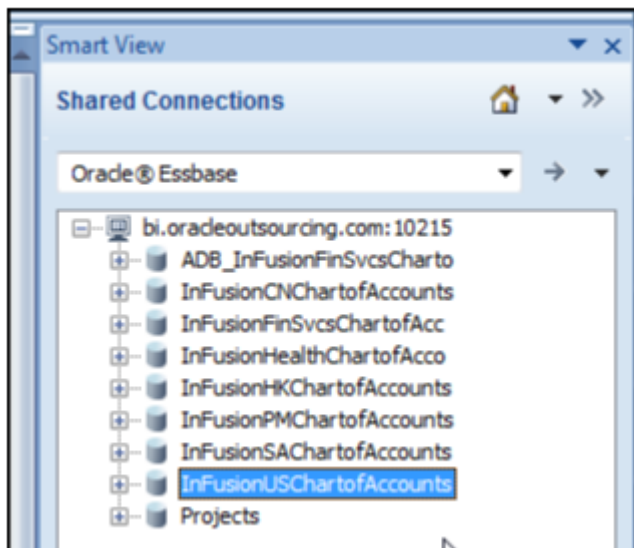 Smart View
Shared Connections
Oracle® Essbase
bi.oracleoutsourcing.com:10215
ADB_InFusionFinSvcsCharto
InFusionCNChartofAccounts
InFusionFinSvcsChartofAcc
InFusionHealthChartofAcco
InFusionHKChartofAccounts
InFusionPMChartofAccounts
InFusionSAChartofAccounts
InFusionUSChartofAccounts
Projects